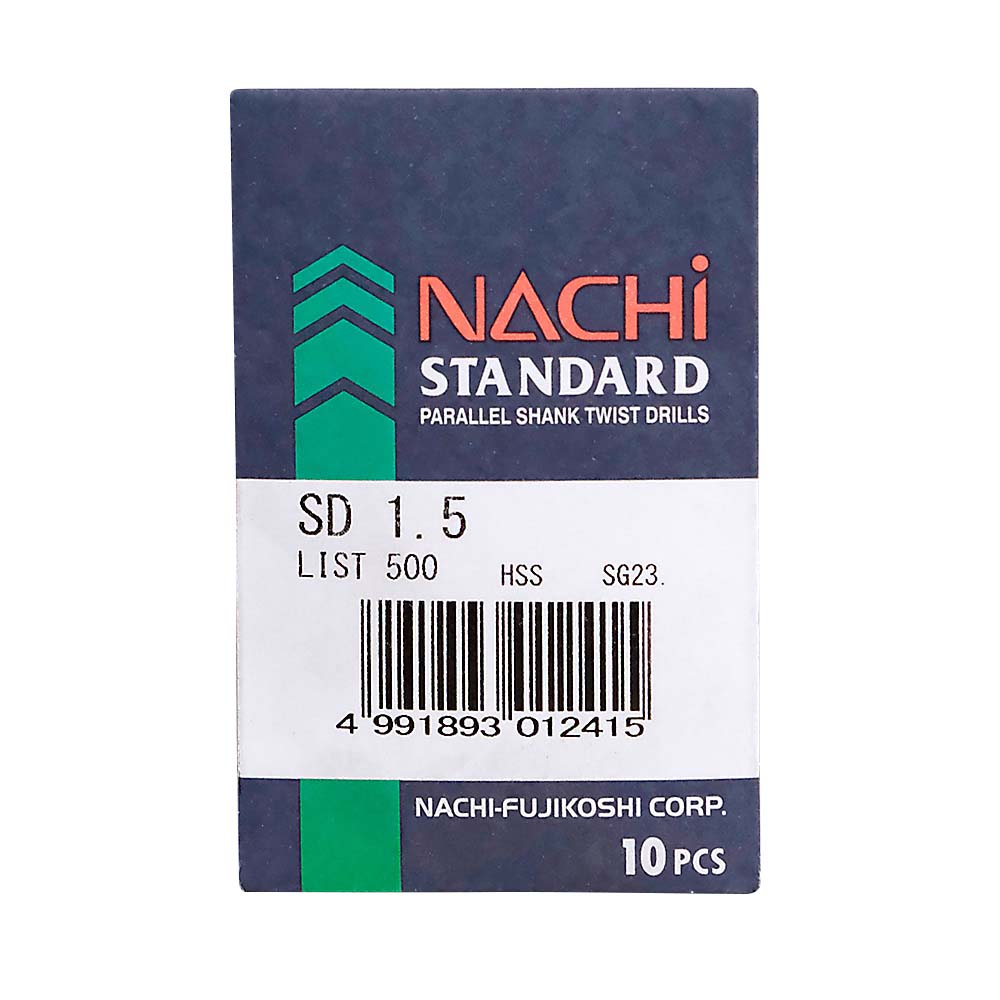 NACHi
STANDARD
PARALLEL SHANK TWIST DRILLS
SD 1.5
LIST 500 HSS SG23.
4 991893 012415
NACHI-FUJIKOSHI CORP.
10 PCS